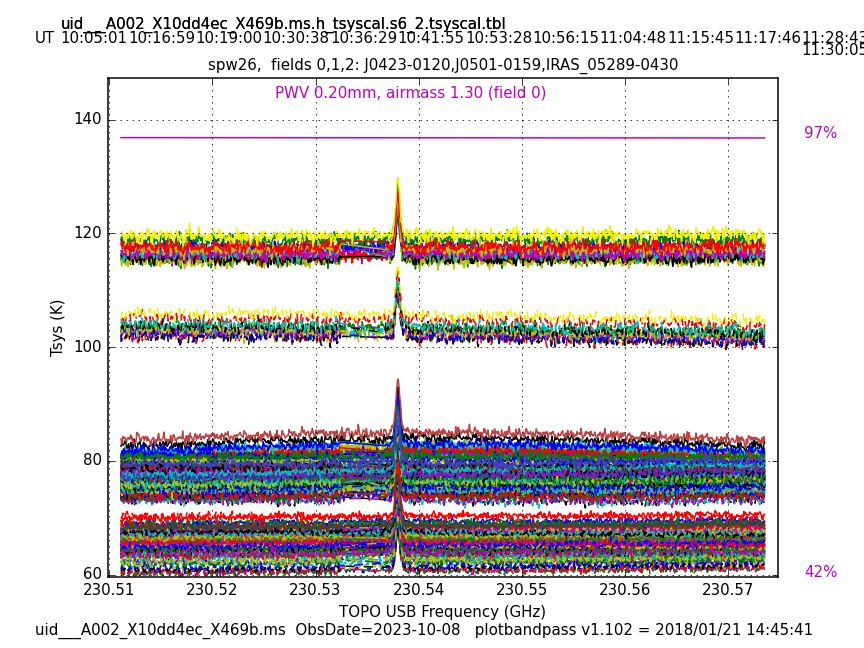 uid___A002_X10dd4ec_X469b.ms.h_tsyscal.s6_2.tsyscal.tbl
UT 10:05:01 10:16:59 10:19:00 10:30:38 10:36:29 10:41:55 10:53:28 10:56:15 11:04:48 11:15:45 11:17:46 11:28:43
11:30:05
spw26, fields 0,1,2: J0423-0120,J0501-0159,IRAS_05289-0430
PWV 0.20mm, airmass 1.30 (field 0)
140
97%
120
Tsys (K)
100
80
60
42%
230.51 230.52 230.53 230.54 230.55 230.56 230.57
TOPO USB Frequency (GHz)
uid___A002_X10dd4ec_X469b.ms ObsDate=2023-10-08 plotbandpass v1.102 = 2018/01/21 14:45:41